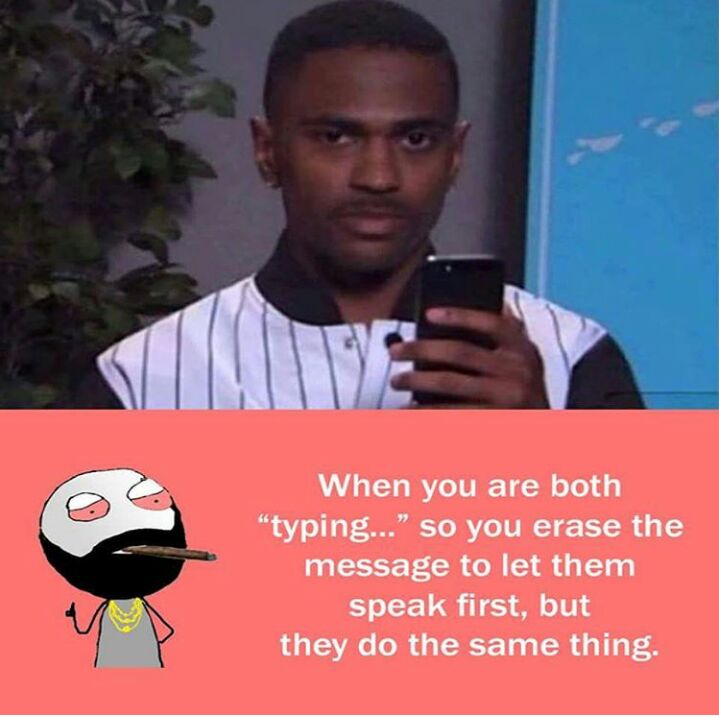 When you are both
“typing...” so you erase the
message to let them
speak first, but
they do the same thing.